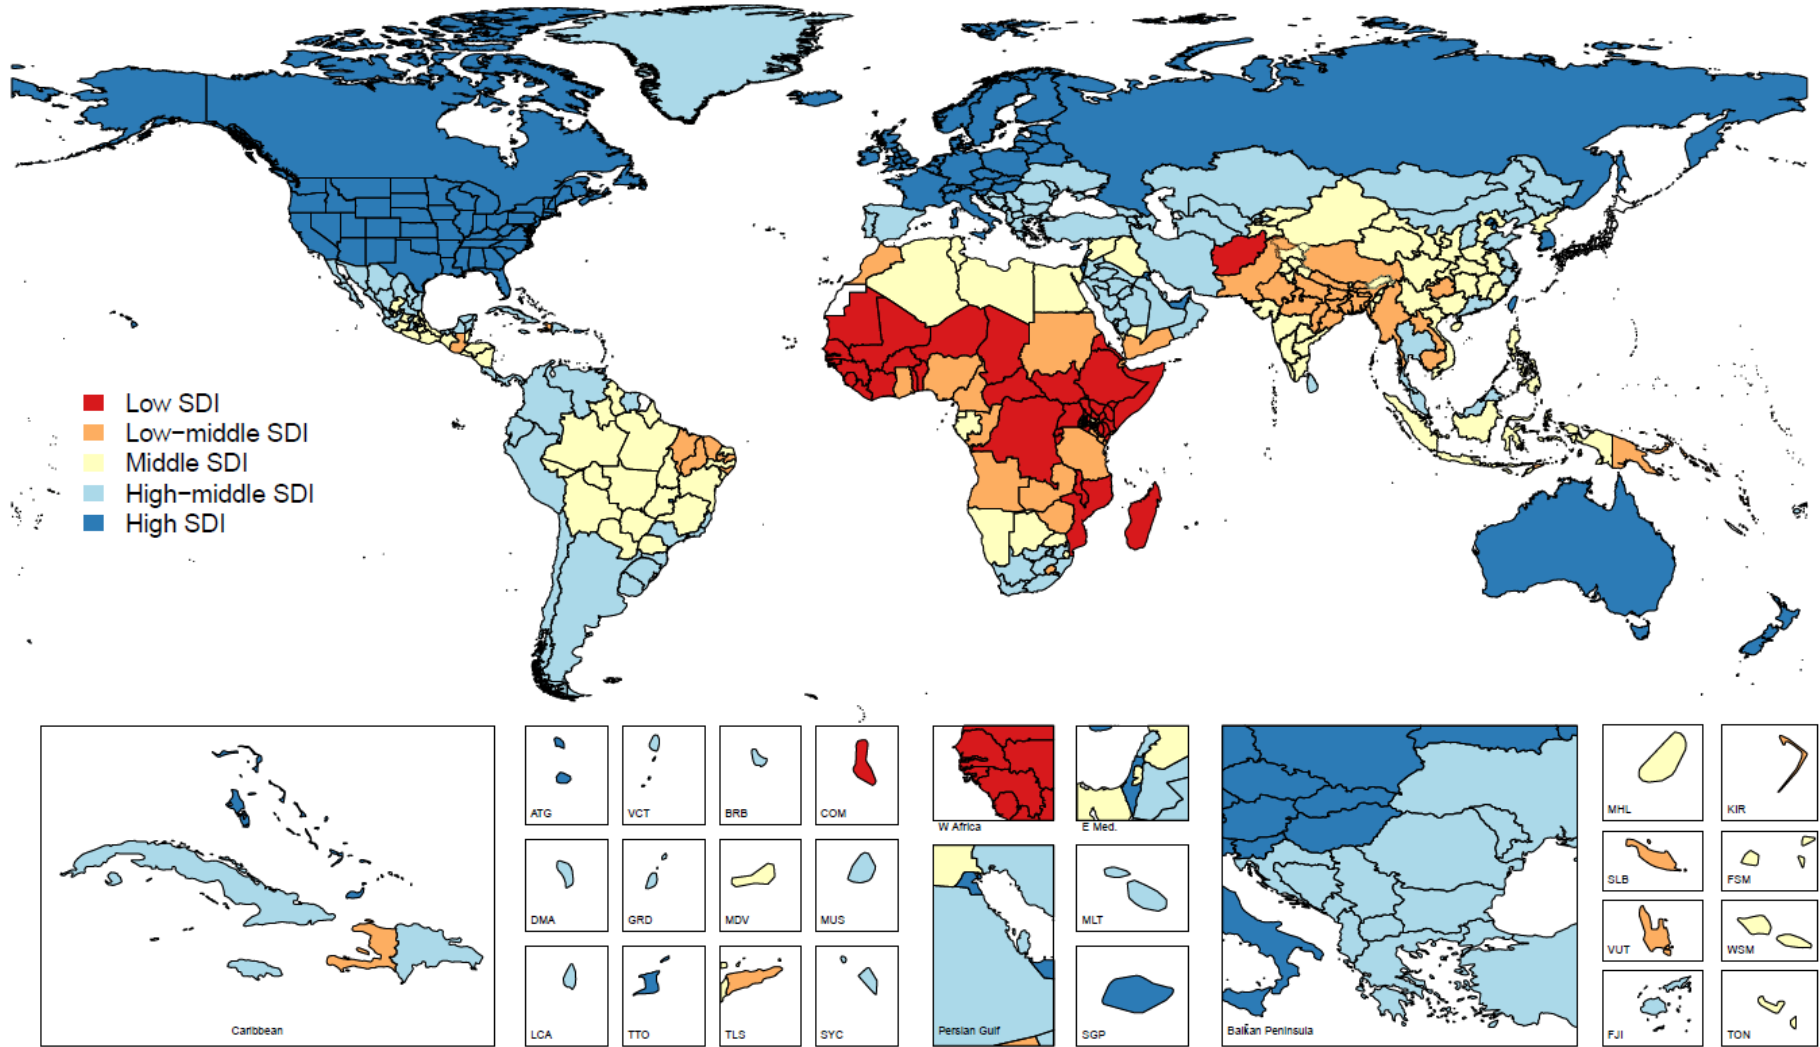 Low SDI
Low-middle SDI
Middle SDI
High-middle SDI
High SDI
Caribbean
ATG
VCT
BRB
COM
DMA
GRD
MDV
MUS
LCA
TTO
TLS
SYC
W Africa
E Med.
Persian Gulf
MLT
SGP
Balkan Peninsula
MHL
KIR
SLB
FSM
VUT
WSM
FJI
TON